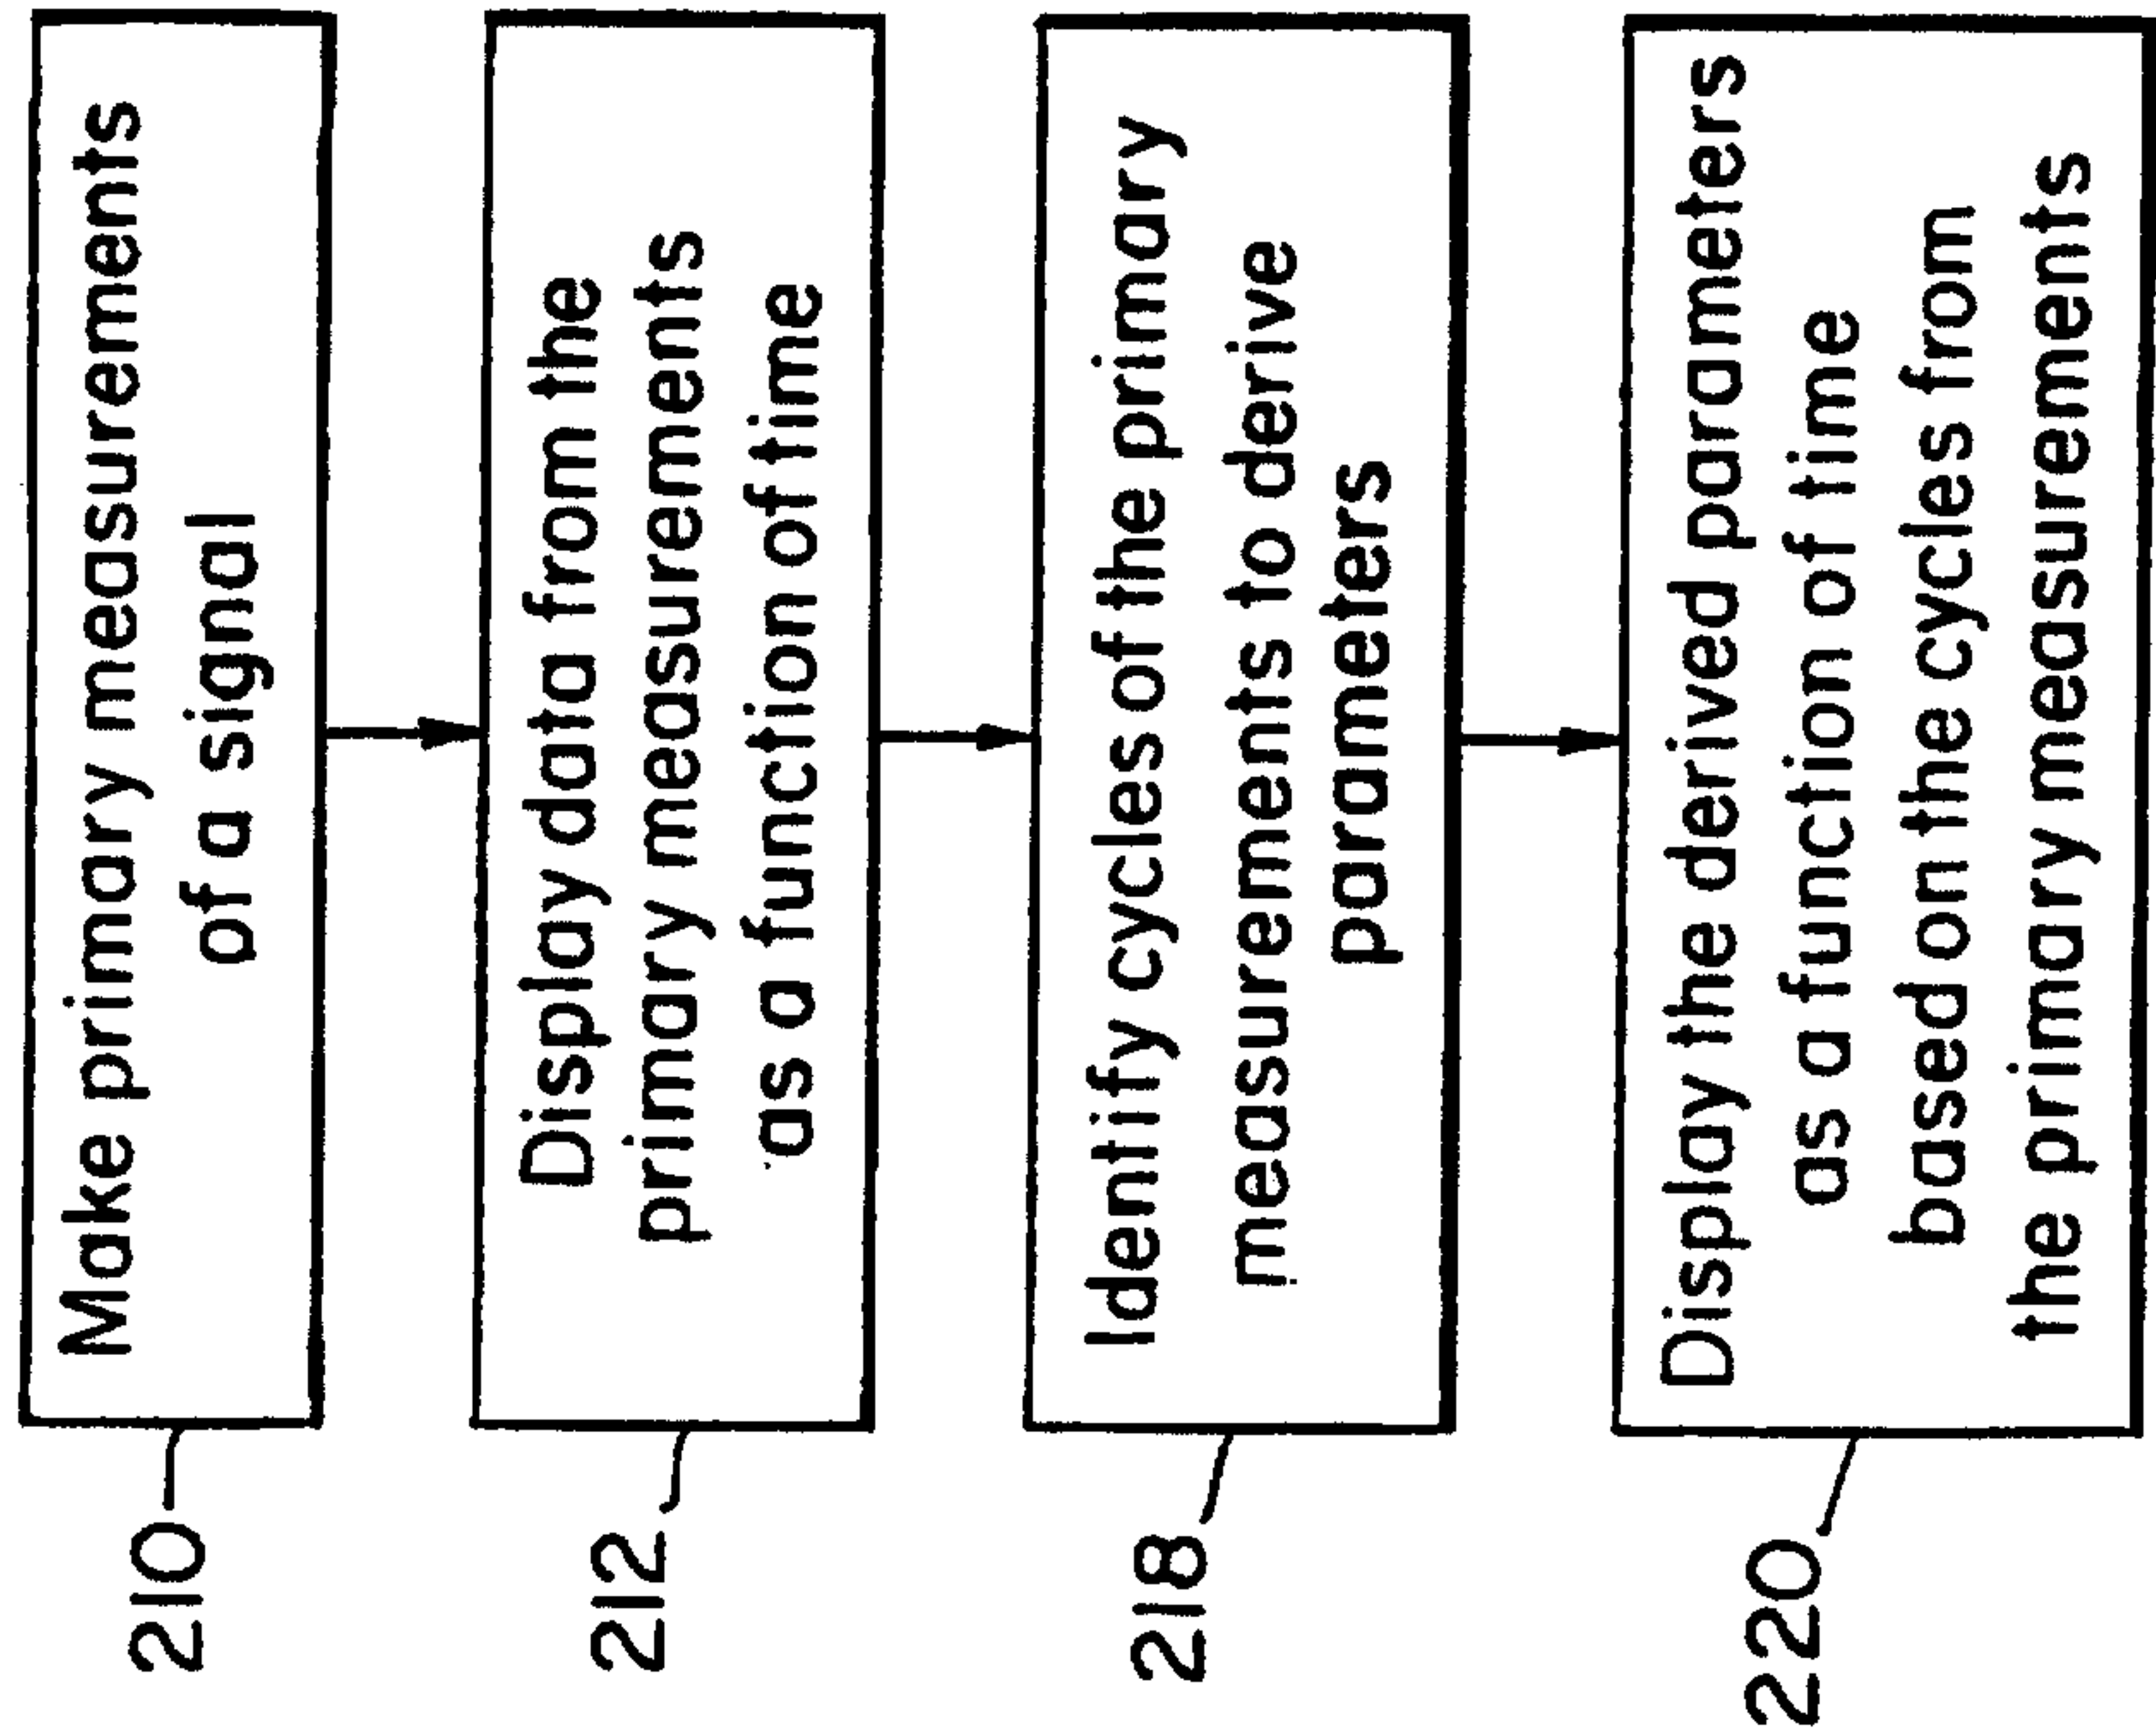 210
Make primary measurements
of a signal
212
Display data from the
primary measurements
as a function of time
218
Identify cycles of the primary
measurements to derive
parameters
220
Display the derived parameters
as a function of time
based on the cycles from
the primary measurements